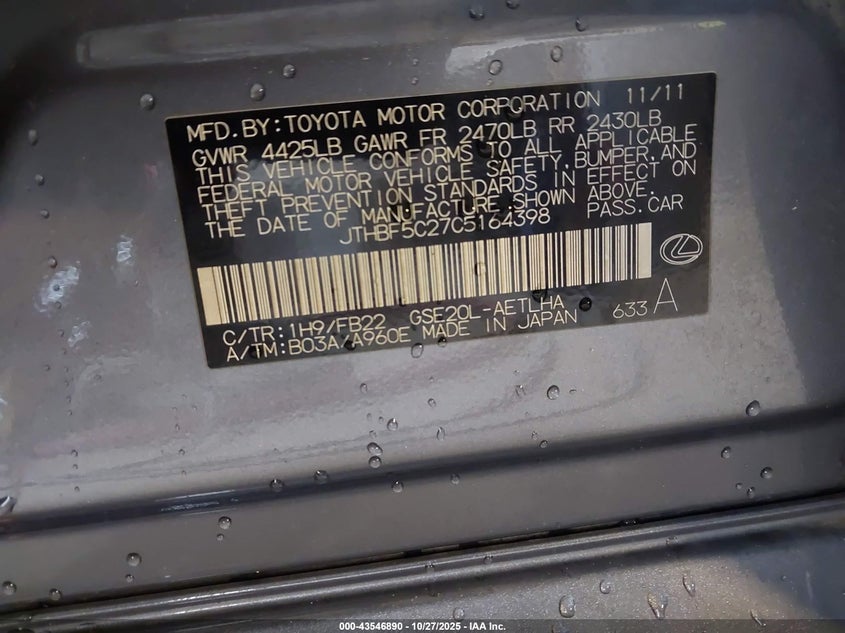 MFD.BY:TOYOTA MOTOR CORPORATION 11/11
GVWR 4425LB GAWR FR 2470LB RR 2430LB
THIS VEHICLE CONFORMS TO ALL APPLICABLE
FEDERAL MOTOR VEHICLE SAFETY,BUMPER,AND
THEFT PREVENTION STANDARDS IN EFFECT ON
THE DATE OF MANUFACTURE SHOWN ABOVE.
JTHBF5C27C5164398 PASS.CAR
C/TR:1H9/FB22 GSE20L-AETLHA 633 A
A/TM:B03A/A960E MADE IN JAPAN
000-43546890 - 10/27/2025 - IAA Inc.